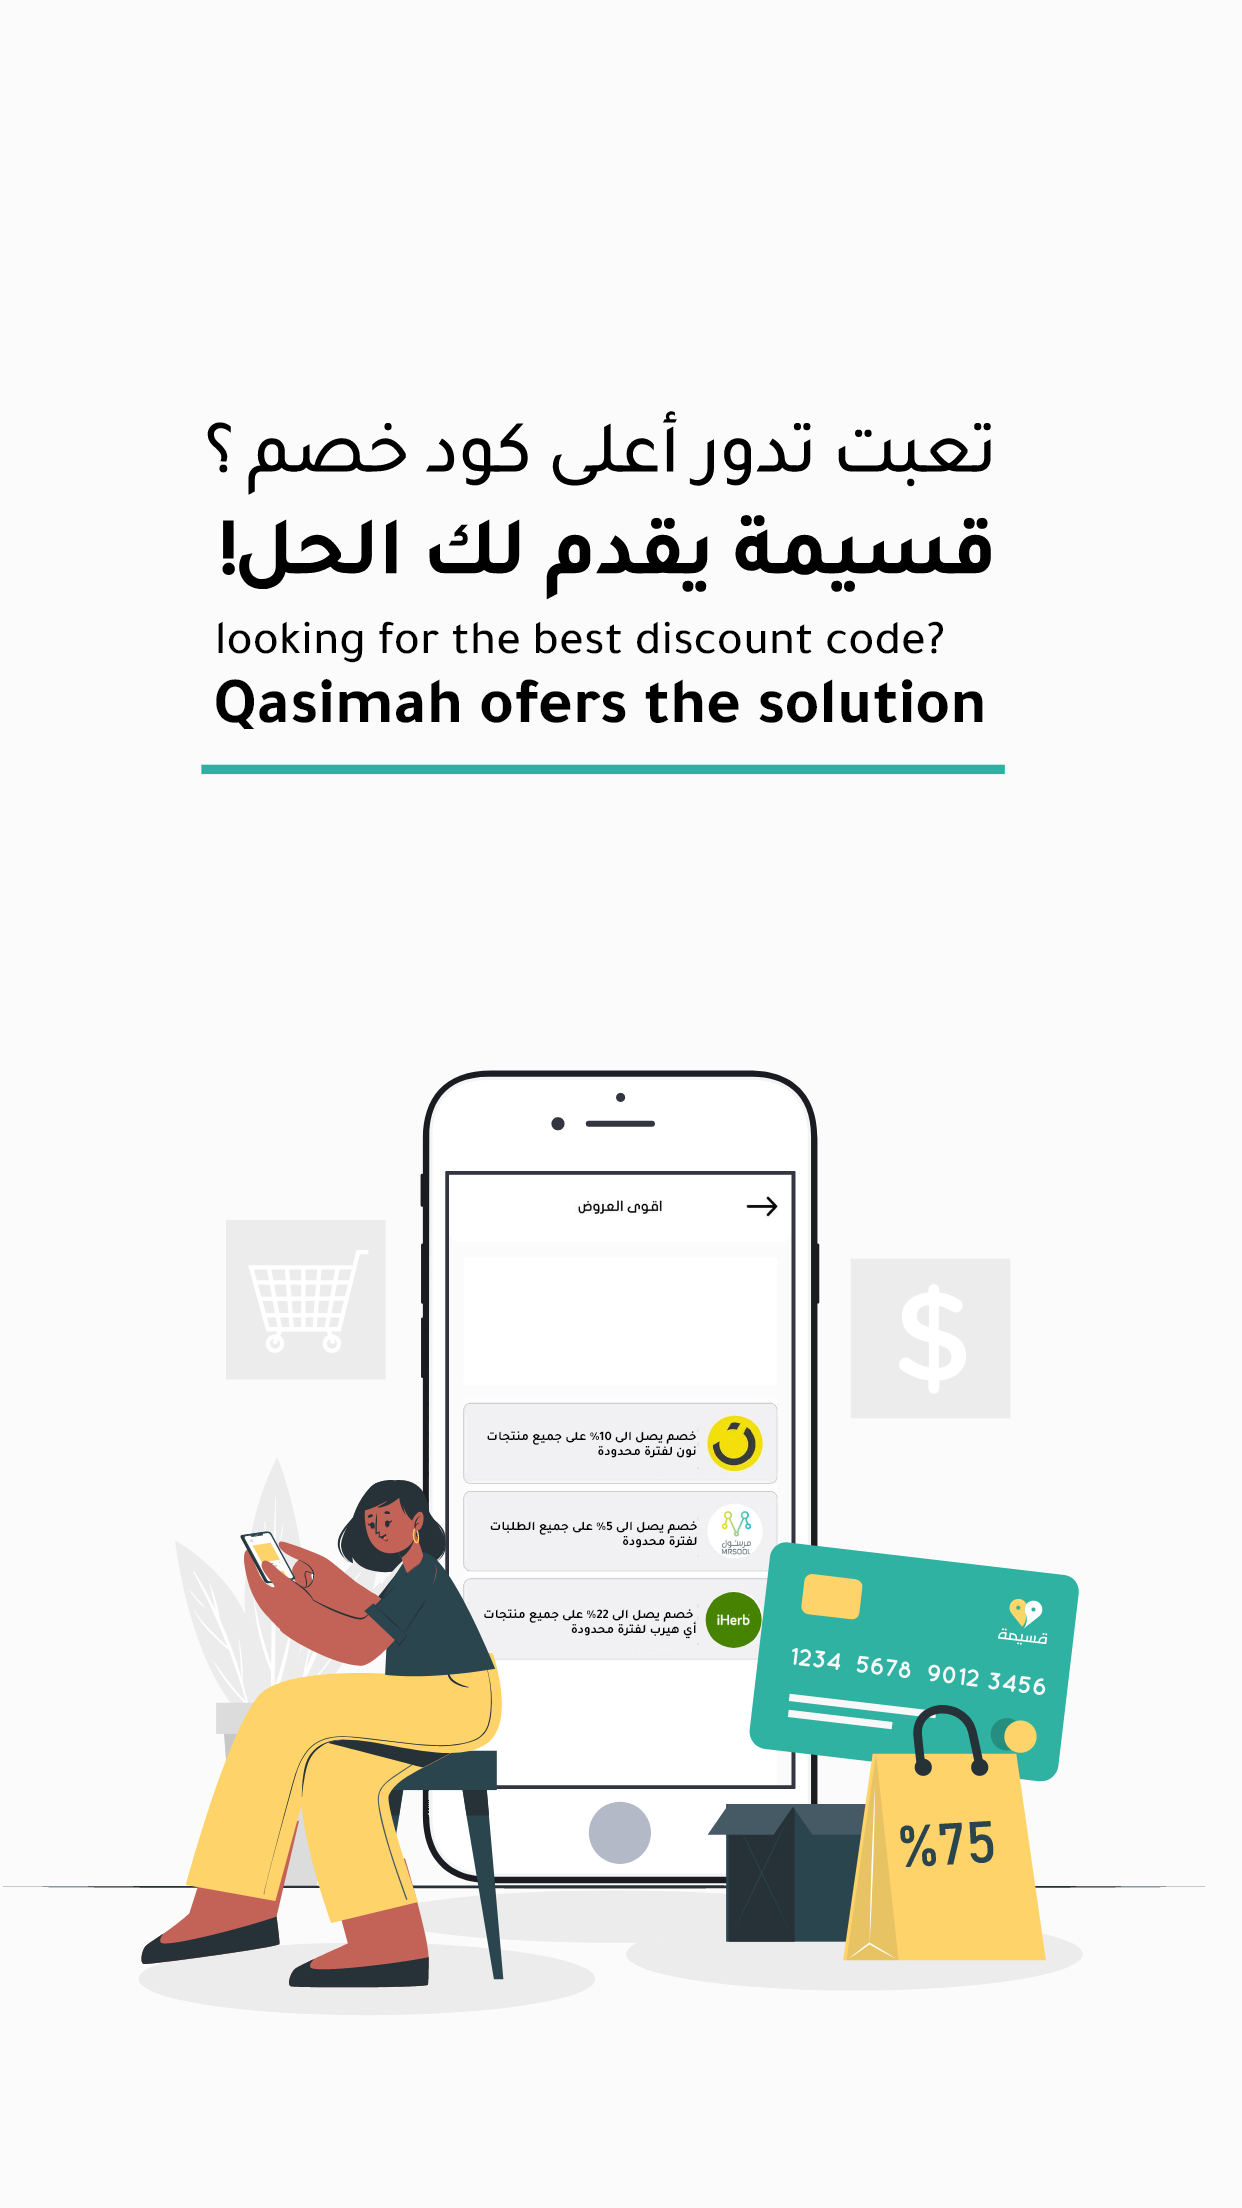 تعبت تدور أعلى كود خصم ؟
قسيمة يقدم لك الحل!
looking for the best discount code?
Qasimah ofers the solution
اقوى العروض
خصم يصل الى 10% على جميع منتجات
نون لفترة محدودة
خصم يصل الى 5% على جميع الطلبات
لفترة محدودة
مرسول
MRSOOL
خصم يصل الى 22% على جميع منتجات
أي هيرب لفترة محدودة
iHerb
قسيمة
1234 5678 9012 3456
%75